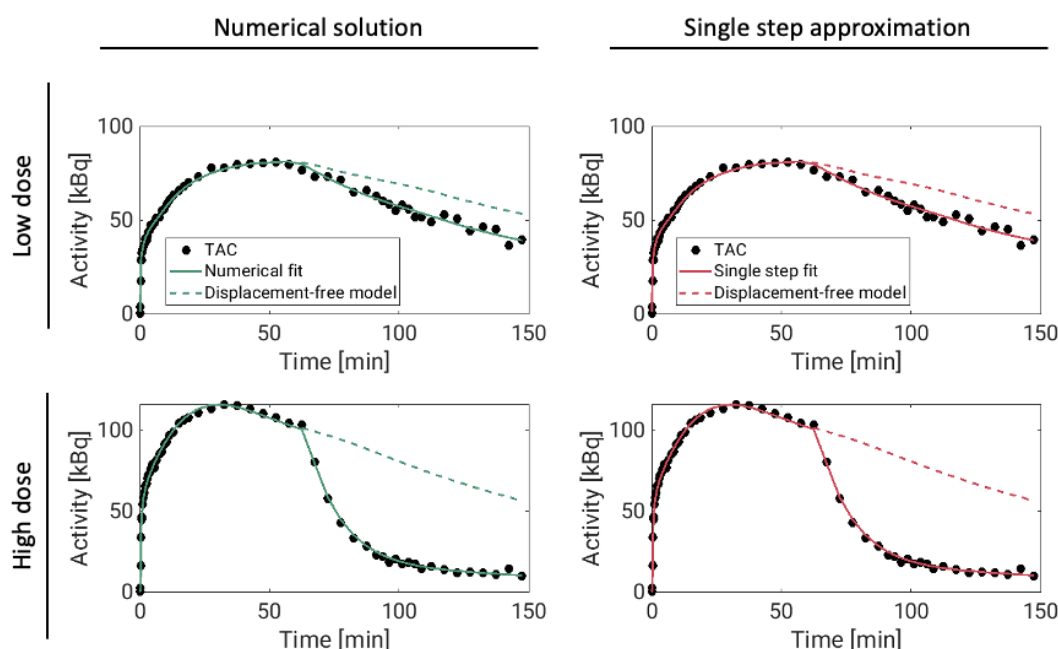 Numerical solution
Single step approximation
Low dose
Activity [kBq]
100
50
0
TAC
Numerical fit
Displacement-free model
0
50
100
150
Time [min]
Activity [kBq]
100
50
0
TAC
Single step fit
Displacement-free model
0
50
100
150
Time [min]
High dose
Activity [kBq]
100
50
0
0
50
100
150
Time [min]
Activity [kBq]
100
50
0
0
50
100
150
Time [min]